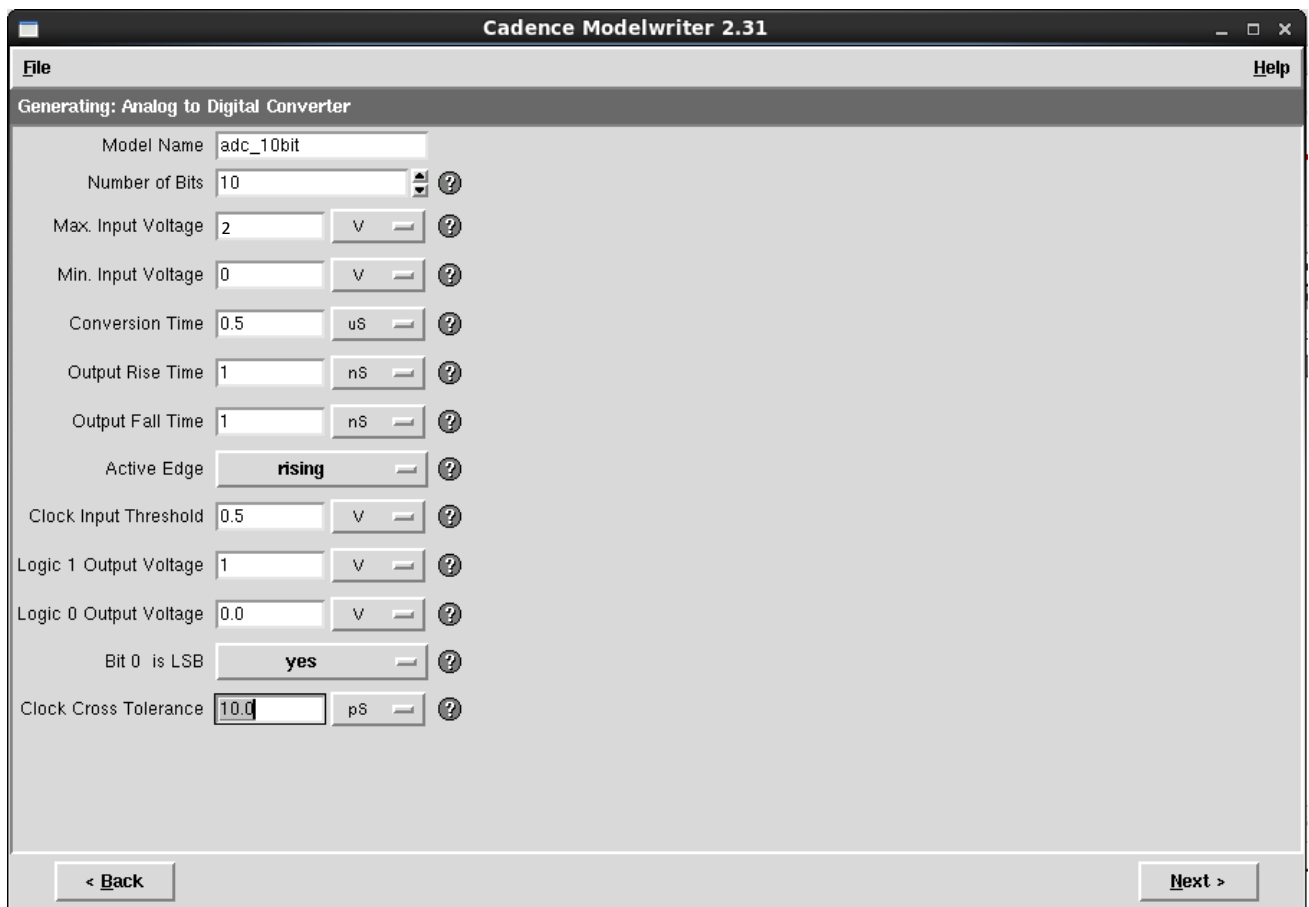 Cadence Modelwriter 2.31
File Help
Generating: Analog to Digital Converter
Model Name adc_10bit
Number of Bits 10 ?
Max. Input Voltage 2 V ?
Min. Input Voltage 0 V ?
Conversion Time 0.5 uS ?
Output Rise Time 1 nS ?
Output Fall Time 1 nS ?
Active Edge rising ?
Clock Input Threshold 0.5 V ?
Logic 1 Output Voltage 1 V ?
Logic 0 Output Voltage 0.0 V ?
Bit 0 is LSB yes ?
Clock Cross Tolerance 10.0 pS ?
< Back Next >